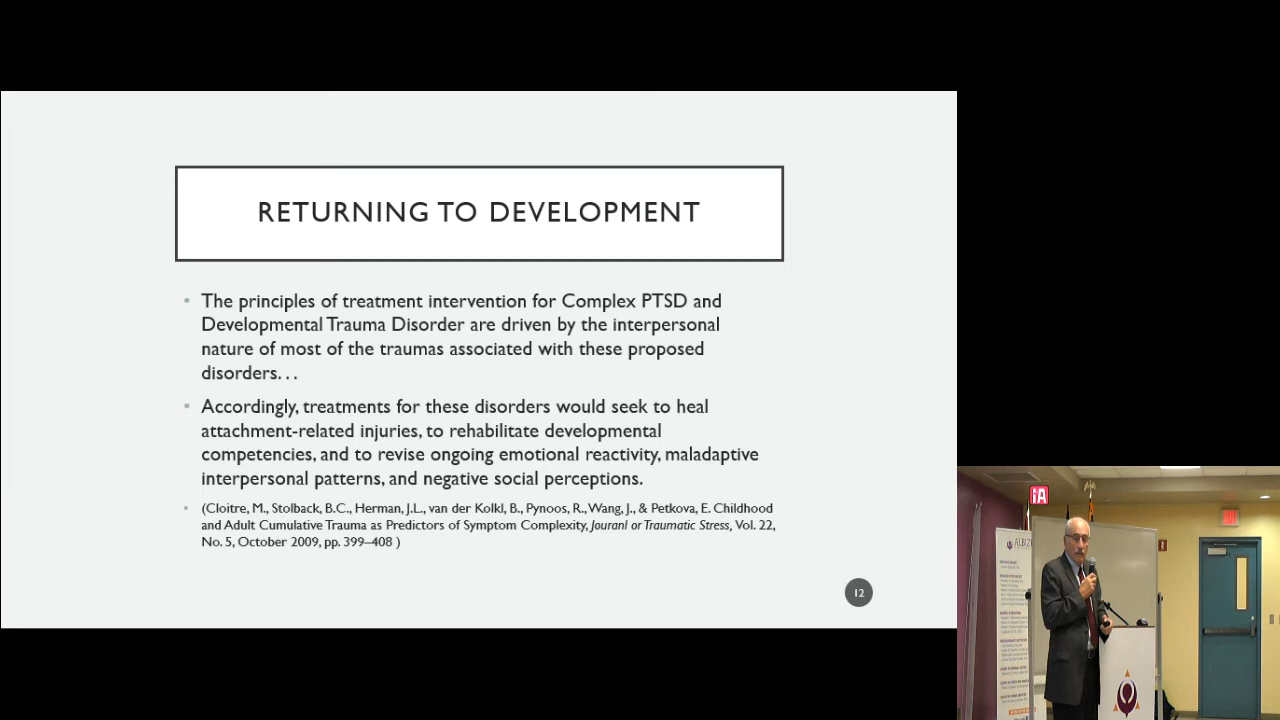 RETURNING TO DEVELOPMENT
• The principles of treatment intervention for Complex PTSD and
Developmental Trauma Disorder are driven by the interpersonal
nature of most of the traumas associated with these proposed
disorders. . .
• Accordingly, treatments for these disorders would seek to heal
attachment-related injuries, to rehabilitate developmental
competencies, and to revise ongoing emotional reactivity, maladaptive
interpersonal patterns, and negative social perceptions.
• (Cloitre, M., Stolback, B.C., Herman, J.L., van der Kolkl, B., Pynoos, R., Wang, J., & Petkova, E. Childhood
and Adult Cumulative Trauma as Predictors of Symptom Complexity, Jouranl or Traumatic Stress, Vol. 22,
No. 5, October 2009, pp. 399–408 )
12
iA
ALBIZ